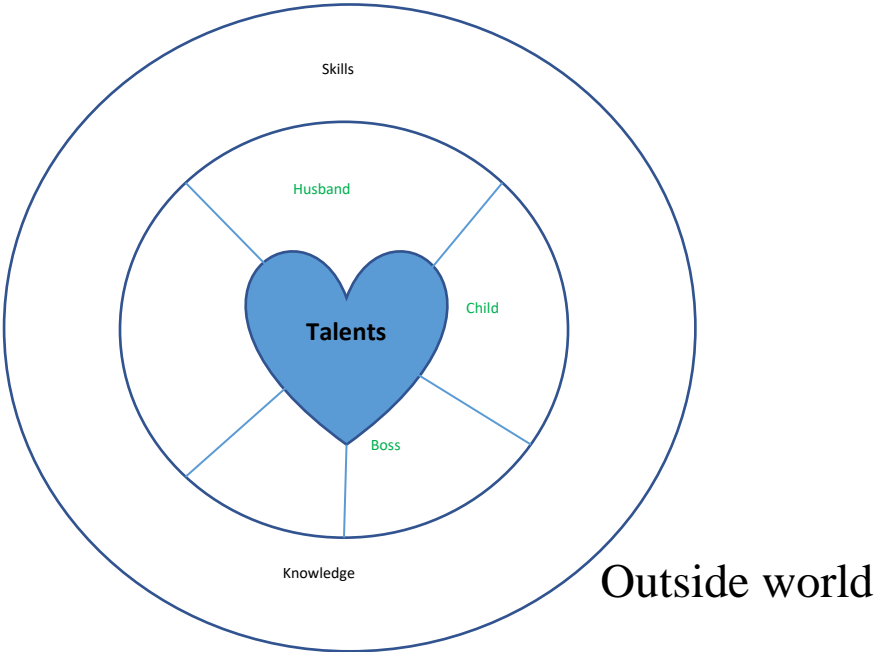 Skills
Husband
Child
Talents
Boss
Knowledge
Outside world